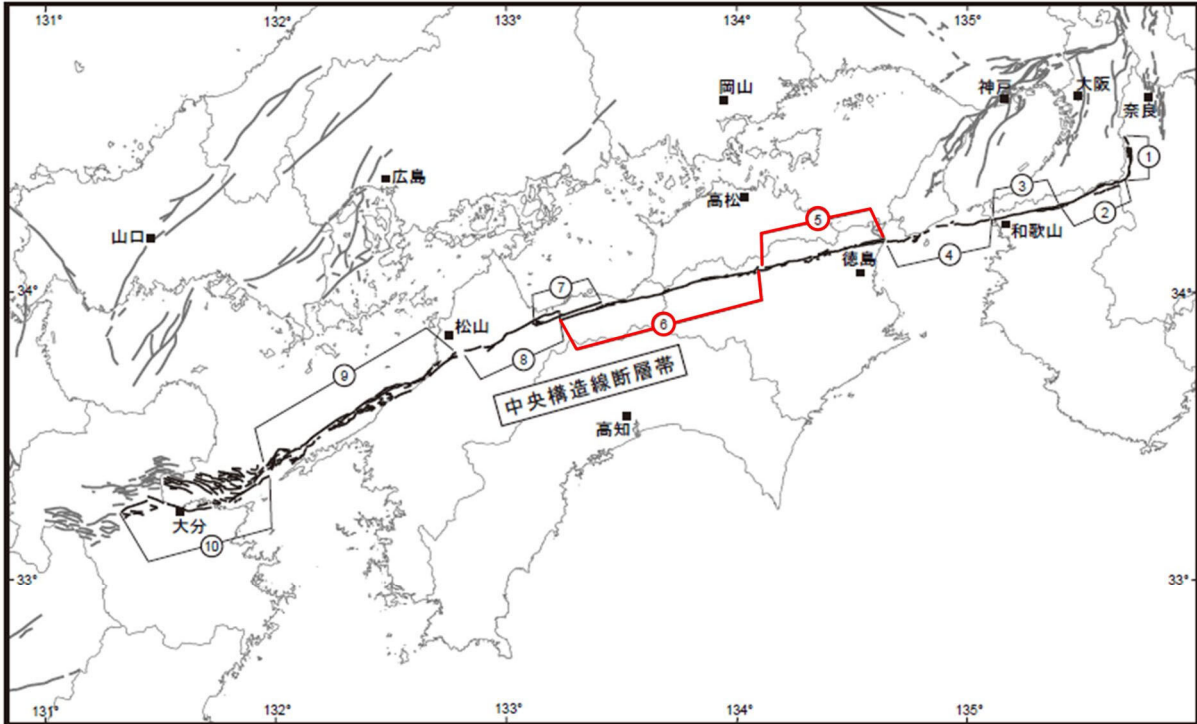 131° 132° 133° 134° 135°
岡山
神戸
大阪
奈良
①
広島
③
高松
⑤
②
山口
和歌山
④
徳島
34° 34°
⑦
松山
⑥
⑧
⑨
中央構造線断層帯
高知
大分
⑩
33° 33°
131° 132° 133° 134° 135°